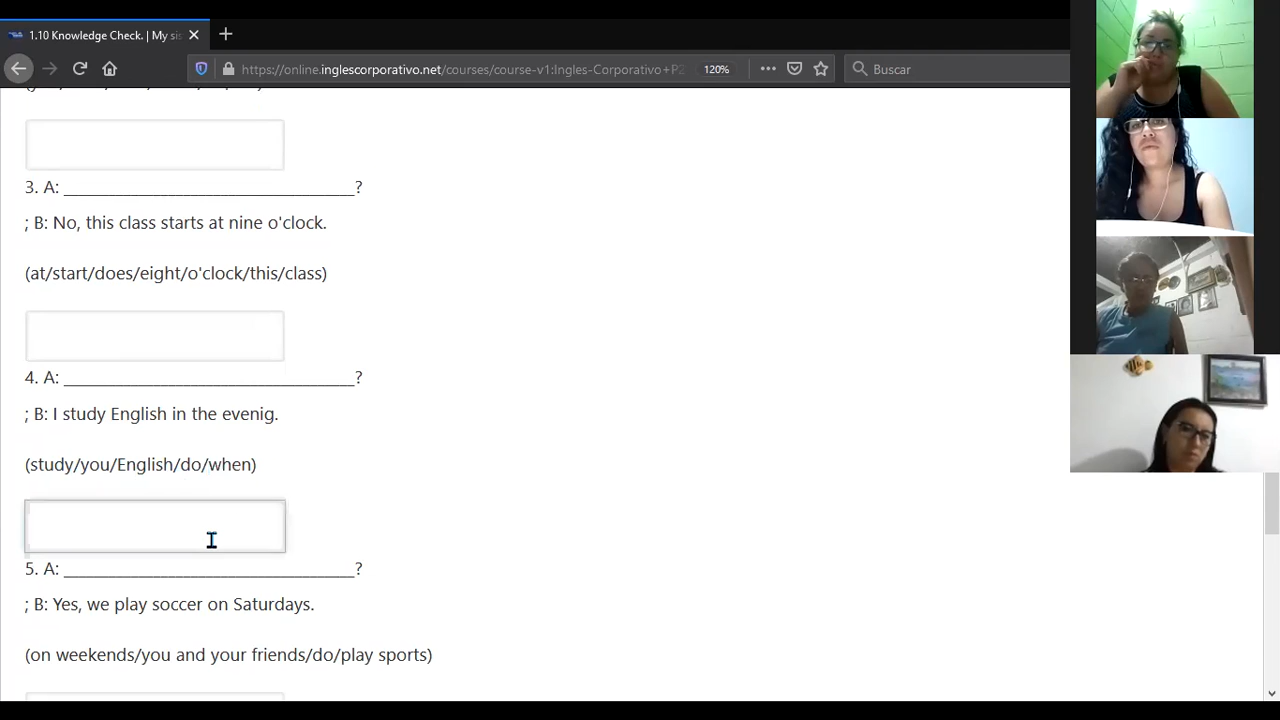 1.10 Knowledge Check. | My si
https://online.inglescorporativo.net/courses/course-v1:Ingles-Corporativo+P2
120%
Buscar
3. A: ________________________________?
; B: No, this class starts at nine o'clock.
(at/start/does/eight/o'clock/this/class)
4. A: ________________________________?
; B: I study English in the evenig.
(study/you/English/do/when)
5. A: ________________________________?
; B: Yes, we play soccer on Saturdays.
(on weekends/you and your friends/do/play sports)